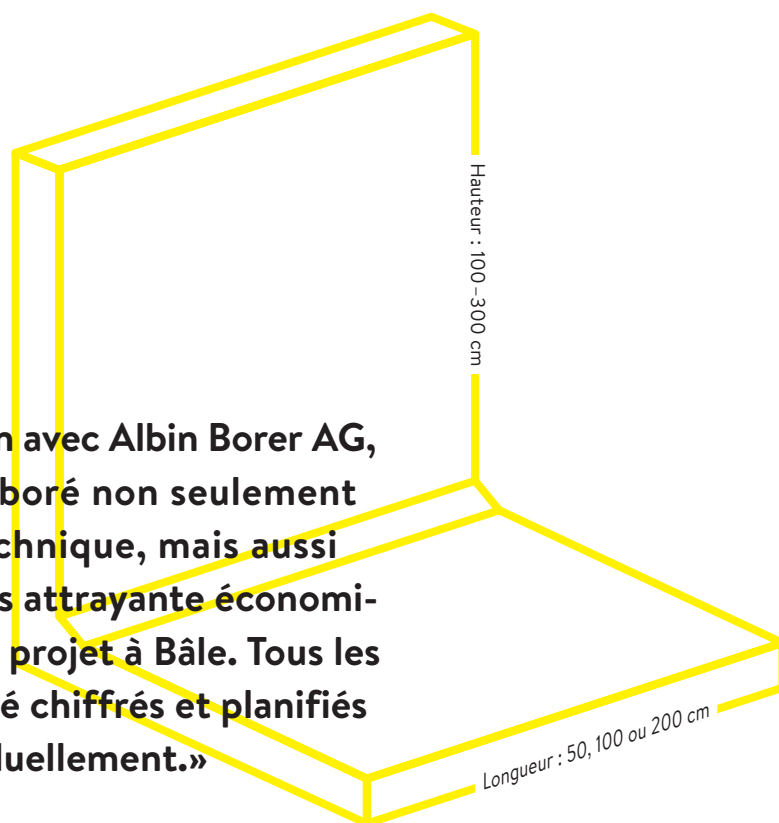 Hauteur : 100–300 cm
n avec Albin Borer AG,
boré non seulement
chnique, mais aussi
s attrayante économi-
projet à Bâle. Tous les
é chiffrés et planifiés
duellement.»
Longueur : 50, 100 ou 200 cm